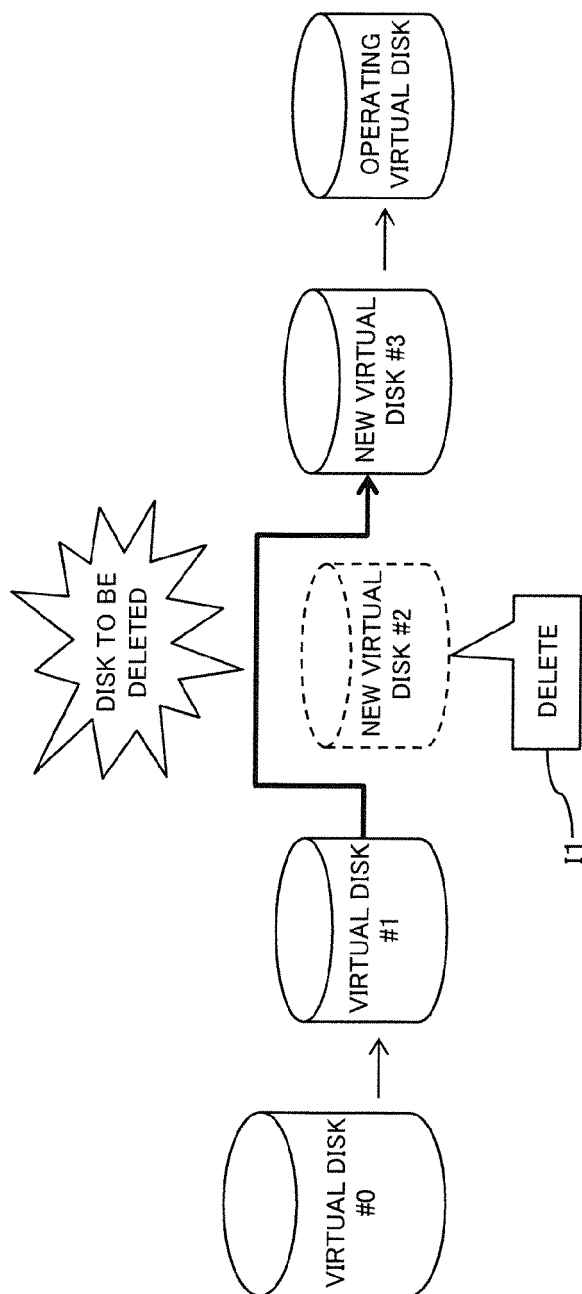 DISK TO BE
DELETED
VIRTUAL DISK
#0
VIRTUAL DISK
#1
NEW VIRTUAL
DISK #2
NEW VIRTUAL
DISK #3
OPERATING
VIRTUAL DISK
DELETE
I1